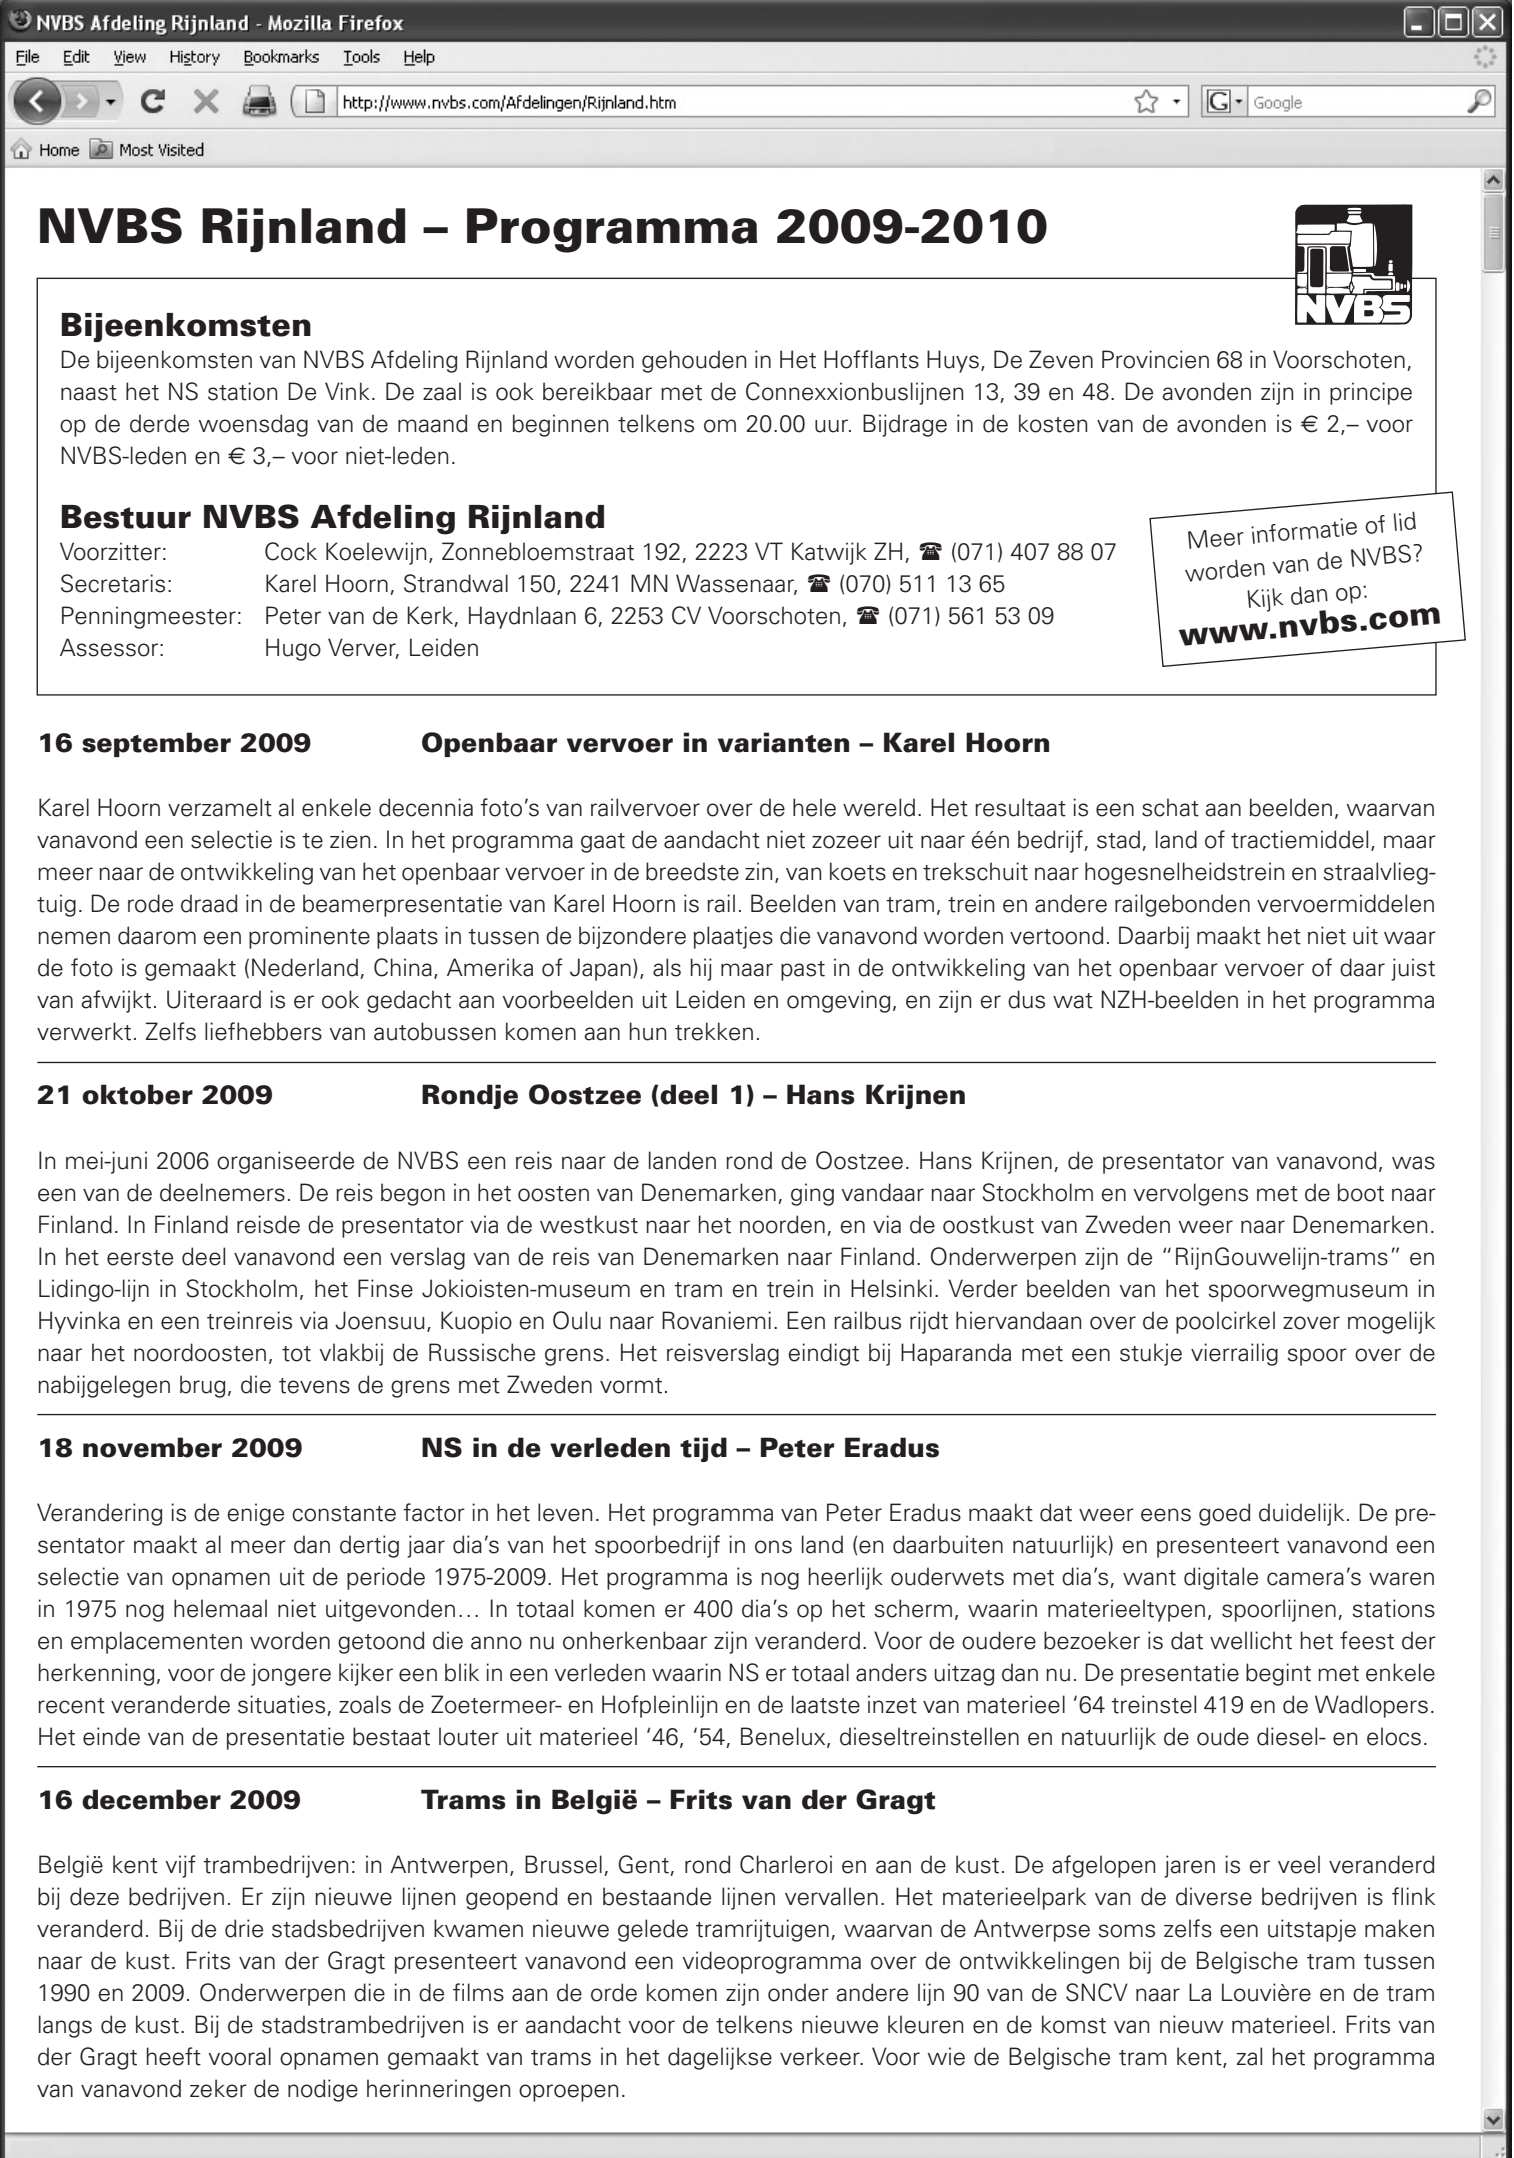 NVBS Afdeling Rijnland - Mozilla Firefox
File Edit View History Bookmarks Tools Help
http://www.nvbs.com/Afdelingen/Rijnland.htm
G Google
Home Most Visited
NVBS Rijnland – Programma 2009-2010
NVBS
Bijeenkomsten
De bijeenkomsten van NVBS Afdeling Rijnland worden gehouden in Het Hofflants Huys, De Zeven Provincien 68 in Voorschoten,
naast het NS station De Vink. De zaal is ook bereikbaar met de Connexxionbuslijnen 13, 39 en 48. De avonden zijn in principe
op de derde woensdag van de maand en beginnen telkens om 20.00 uur. Bijdrage in de kosten van de avonden is € 2,– voor
NVBS-leden en € 3,– voor niet-leden.
Bestuur NVBS Afdeling Rijnland
Voorzitter: Cock Koelewijn, Zonnebloemstraat 192, 2223 VT Katwijk ZH, ☎ (071) 407 88 07
Secretaris: Karel Hoorn, Strandwal 150, 2241 MN Wassenaar, ☎ (070) 511 13 65
Penningmeester: Peter van de Kerk, Haydnlaan 6, 2253 CV Voorschoten, ☎ (071) 561 53 09
Assessor: Hugo Verver, Leiden
Meer informatie of lid
worden van de NVBS?
Kijk dan op:
www.nvbs.com
16 september 2009 Openbaar vervoer in varianten – Karel Hoorn
Karel Hoorn verzamelt al enkele decennia foto's van railvervoer over de hele wereld. Het resultaat is een schat aan beelden, waarvan
vanavond een selectie is te zien. In het programma gaat de aandacht niet zozeer uit naar één bedrijf, stad, land of tractiemiddel, maar
meer naar de ontwikkeling van het openbaar vervoer in de breedste zin, van koets en trekschuit naar hogesnelheidstrein en straalvlieg-
tuig. De rode draad in de beamerpresentatie van Karel Hoorn is rail. Beelden van tram, trein en andere railgebonden vervoermiddelen
nemen daarom een prominente plaats in tussen de bijzondere plaatjes die vanavond worden vertoond. Daarbij maakt het niet uit waar
de foto is gemaakt (Nederland, China, Amerika of Japan), als hij maar past in de ontwikkeling van het openbaar vervoer of daar juist
van afwijkt. Uiteraard is er ook gedacht aan voorbeelden uit Leiden en omgeving, en zijn er dus wat NZH-beelden in het programma
verwerkt. Zelfs liefhebbers van autobussen komen aan hun trekken.
21 oktober 2009 Rondje Oostzee (deel 1) – Hans Krijnen
In mei-juni 2006 organiseerde de NVBS een reis naar de landen rond de Oostzee. Hans Krijnen, de presentator van vanavond, was
een van de deelnemers. De reis begon in het oosten van Denemarken, ging vandaar naar Stockholm en vervolgens met de boot naar
Finland. In Finland reisde de presentator via de westkust naar het noorden, en via de oostkust van Zweden weer naar Denemarken.
In het eerste deel vanavond een verslag van de reis van Denemarken naar Finland. Onderwerpen zijn de “RijnGouwelijn-trams” en
Lidingo-lijn in Stockholm, het Finse Jokioisten-museum en tram en trein in Helsinki. Verder beelden van het spoorwegmuseum in
Hyvinka en een treinreis via Joensuu, Kuopio en Oulu naar Rovaniemi. Een railbus rijdt hiervandaan over de poolcirkel zover mogelijk
naar het noordoosten, tot vlakbij de Russische grens. Het reisverslag eindigt bij Haparanda met een stukje vierrailig spoor over de
nabijgelegen brug, die tevens de grens met Zweden vormt.
18 november 2009 NS in de verleden tijd – Peter Eradus
Verandering is de enige constante factor in het leven. Het programma van Peter Eradus maakt dat weer eens goed duidelijk. De pre-
sentator maakt al meer dan dertig jaar dia's van het spoorbedrijf in ons land (en daarbuiten natuurlijk) en presenteert vanavond een
selectie van opnamen uit de periode 1975-2009. Het programma is nog heerlijk ouderwets met dia's, want digitale camera's waren
in 1975 nog helemaal niet uitgevonden… In totaal komen er 400 dia's op het scherm, waarin materieeltypen, spoorlijnen, stations
en emplacementen worden getoond die anno nu onherkenbaar zijn veranderd. Voor de oudere bezoeker is dat wellicht het feest der
herkenning, voor de jongere kijker een blik in een verleden waarin NS er totaal anders uitzag dan nu. De presentatie begint met enkele
recent veranderde situaties, zoals de Zoetermeer- en Hofpleinlijn en de laatste inzet van materieel ‘64 treinstel 419 en de Wadlopers.
Het einde van de presentatie bestaat louter uit materieel ‘46, ‘54, Benelux, dieseltreinstellen en natuurlijk de oude diesel- en elocs.
16 december 2009 Trams in België – Frits van der Gragt
België kent vijf trambedrijven: in Antwerpen, Brussel, Gent, rond Charleroi en aan de kust. De afgelopen jaren is er veel veranderd
bij deze bedrijven. Er zijn nieuwe lijnen geopend en bestaande lijnen vervallen. Het materieelpark van de diverse bedrijven is flink
veranderd. Bij de drie stadsbedrijven kwamen nieuwe gelede tramrijtuigen, waarvan de Antwerpse soms zelfs een uitstapje maken
naar de kust. Frits van der Gragt presenteert vanavond een videoprogramma over de ontwikkelingen bij de Belgische tram tussen
1990 en 2009. Onderwerpen die in de films aan de orde komen zijn onder andere lijn 90 van de SNCV naar La Louvière en de tram
langs de kust. Bij de stadstrambedrijven is er aandacht voor de telkens nieuwe kleuren en de komst van nieuw materieel. Frits van
der Gragt heeft vooral opnamen gemaakt van trams in het dagelijkse verkeer. Voor wie de Belgische tram kent, zal het programma
van vanavond zeker de nodige herinneringen oproepen.